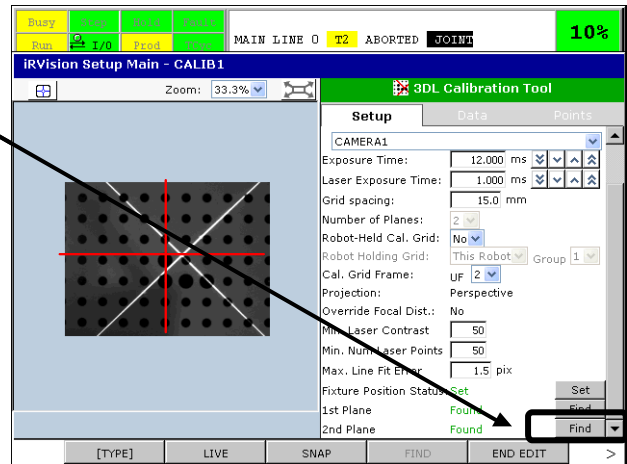 Busy Step Hold Fault
Run I/O Prod TCyc
MAIN LINE 0 T2 ABORTED JOINT
10%
iRVision Setup Main - CALIB1
Zoom: 33.3%
3DL Calibration Tool
Setup Data Points
CAMERA1
Exposure Time: 12.000 ms
Laser Exposure Time: 1.000 ms
Grid spacing: 15.0 mm
Number of Planes: 2
Robot-Held Cal. Grid: No
Robot Holding Grid: This Robot Group 1
Cal. Grid Frame: UF 2
Projection: Perspective
Override Focal Dist.: No
Min. Laser Contrast 50
Min. Num Laser Points 50
Max. Line Fit Error 1.5 pix
Fixture Position Status: Set Set
1st Plane Found Find
2nd Plane Found Find
[TYPE] LIVE SNAP FIND END EDIT >